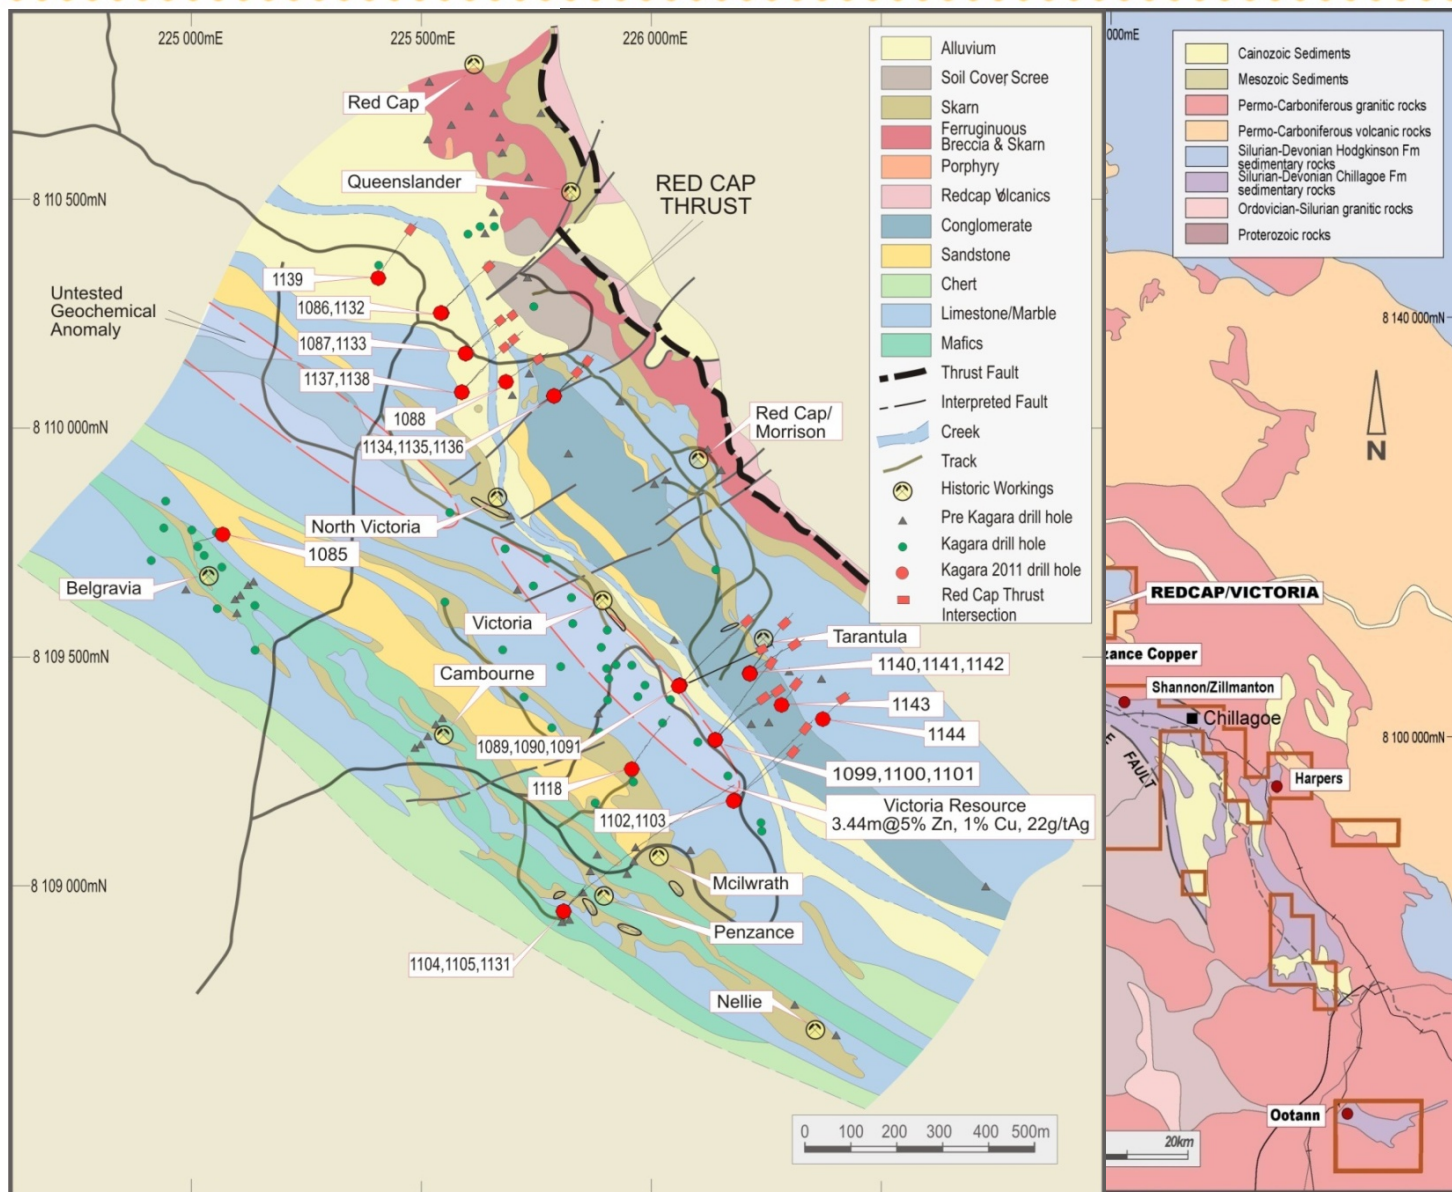 225 000mE
225 500mE
226 000mE
8 110 500mN
8 110 000mN
8 109 500mN
8 109 000mN
Red Cap
Queenslander
RED CAP
THRUST
1139
Untested
Geochemical
Anomaly
1086,1132
1087,1133
1137,1138
1088
1134,1135,1136
Red Cap/
Morrison
North Victoria
1085
Belgravia
Victoria
Tarantula
Cambourne
1140,1141,1142
1143
1144
1089,1090,1091
1099,1100,1101
1118
1102,1103
Victoria Resource
3.44m@5% Zn, 1% Cu, 22g/tAg
Mcilwrath
Penzance
1104,1105,1131
Nellie
Alluvium
Soil Cover, Scree
Skarn
Ferruginuous
Breccia & Skarn
Porphyry
Redcap Volcanics
Conglomerate
Sandstone
Chert
Limestone/Marble
Mafics
Thrust Fault
Interpreted Fault
Creek
Track
Historic Workings
Pre Kagara drill hole
Kagara drill hole
Kagara 2011 drill hole
Red Cap Thrust
Intersection
0 100 200 300 400 500m
000mE
Cainozoic Sediments
Mesozoic Sediments
Permo-Carboniferous granitic rocks
Permo-Carboniferous volcanic rocks
Silurian-Devonian Hodgkinson Fm
sedimentary rocks
Silurian-Devonian Chillagoe Fm
sedimentary rocks
Ordovician-Silurian granitic rocks
Proterozoic rocks
8 140 000mN
N
REDCAP/VICTORIA
zance Copper
Shannon/Zillmanton
Chillagoe
8 100 000mN
E FAULT
Harpers
Ootann
20km